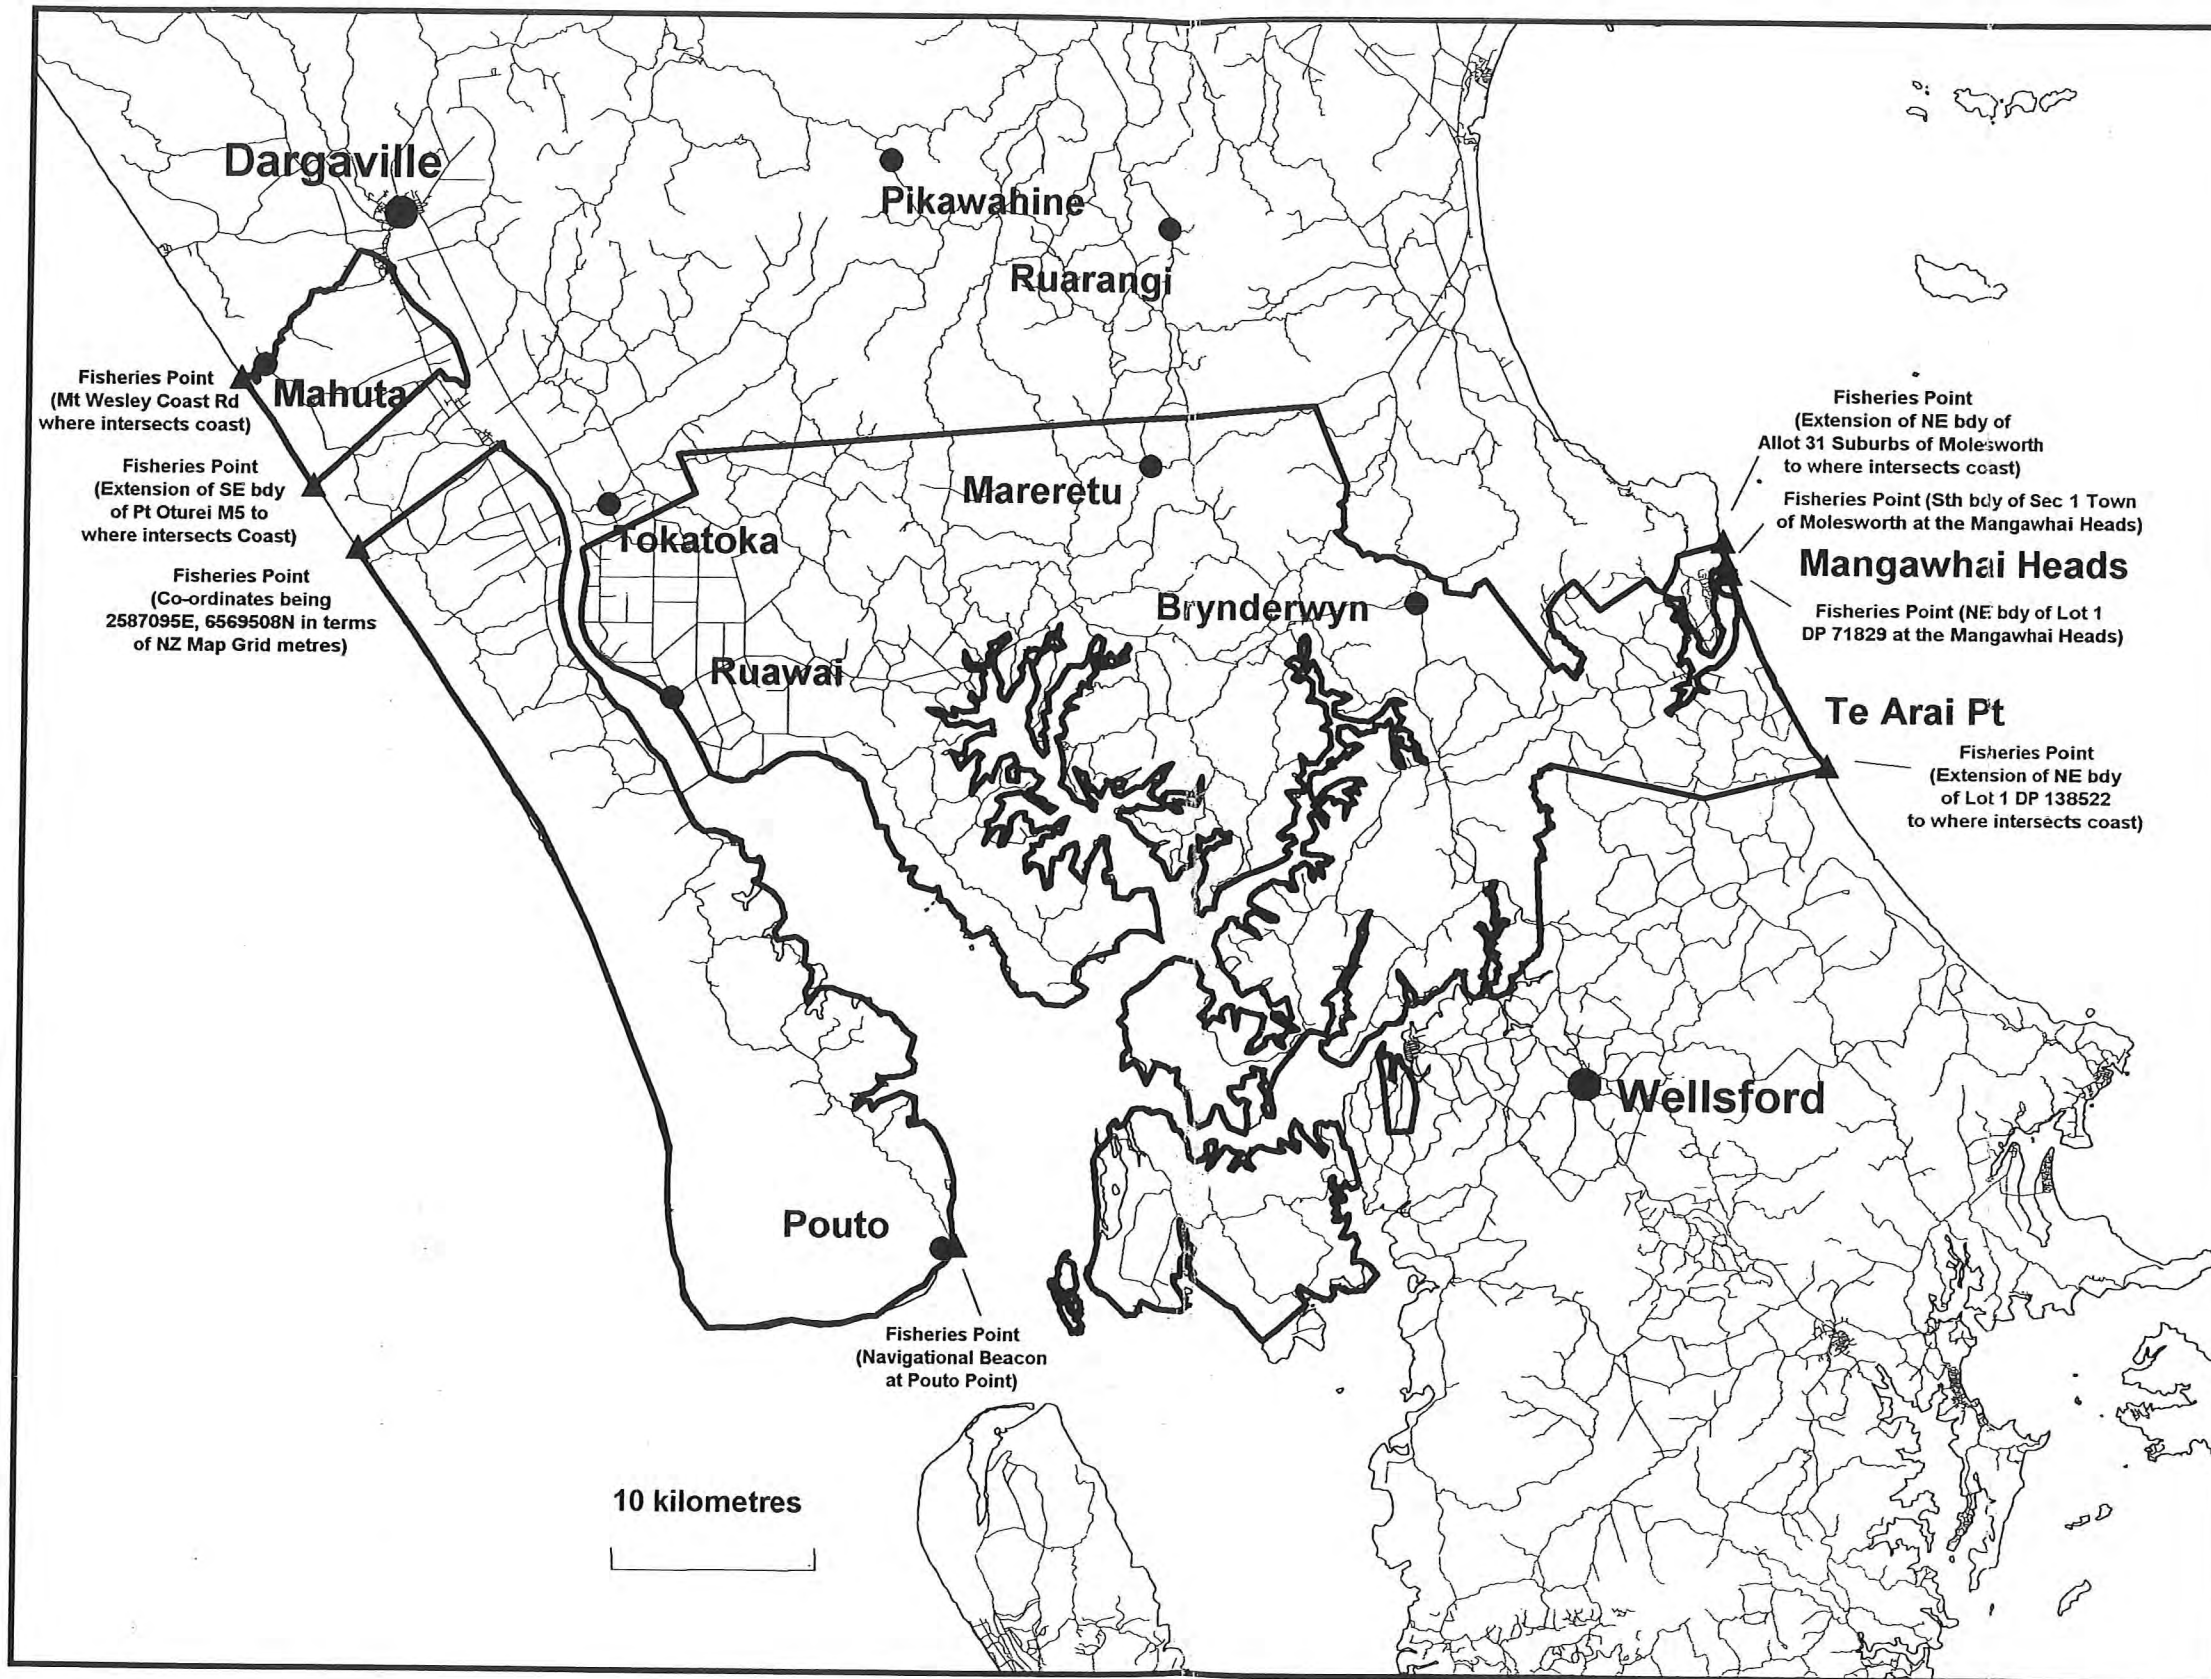 Dargaville
Pikawahine
Ruarangi
Fisheries Point
(Mt Wesley Coast Rd
where intersects coast)
Mahuta
Fisheries Point
(Extension of SE bdy
of Pt Oturei M5 to
where intersects Coast)
Fisheries Point
(Co-ordinates being
2587095E, 6569508N in terms
of NZ Map Grid metres)
Mareretu
Tokatoka
Brynderwyn
Ruawai
Fisheries Point
(Extension of NE bdy of
Allot 31 Suburbs of Molesworth
to where intersects coast)
Fisheries Point (Sth bdy of Sec 1 Town
of Molesworth at the Mangawhai Heads)
Mangawhai Heads
Fisheries Point (NE bdy of Lot 1
DP 71829 at the Mangawhai Heads)
Te Arai Pt
Fisheries Point
(Extension of NE bdy
of Lot 1 DP 138522
to where intersects coast)
Wellsford
Pouto
Fisheries Point
(Navigational Beacon
at Pouto Point)
10 kilometres